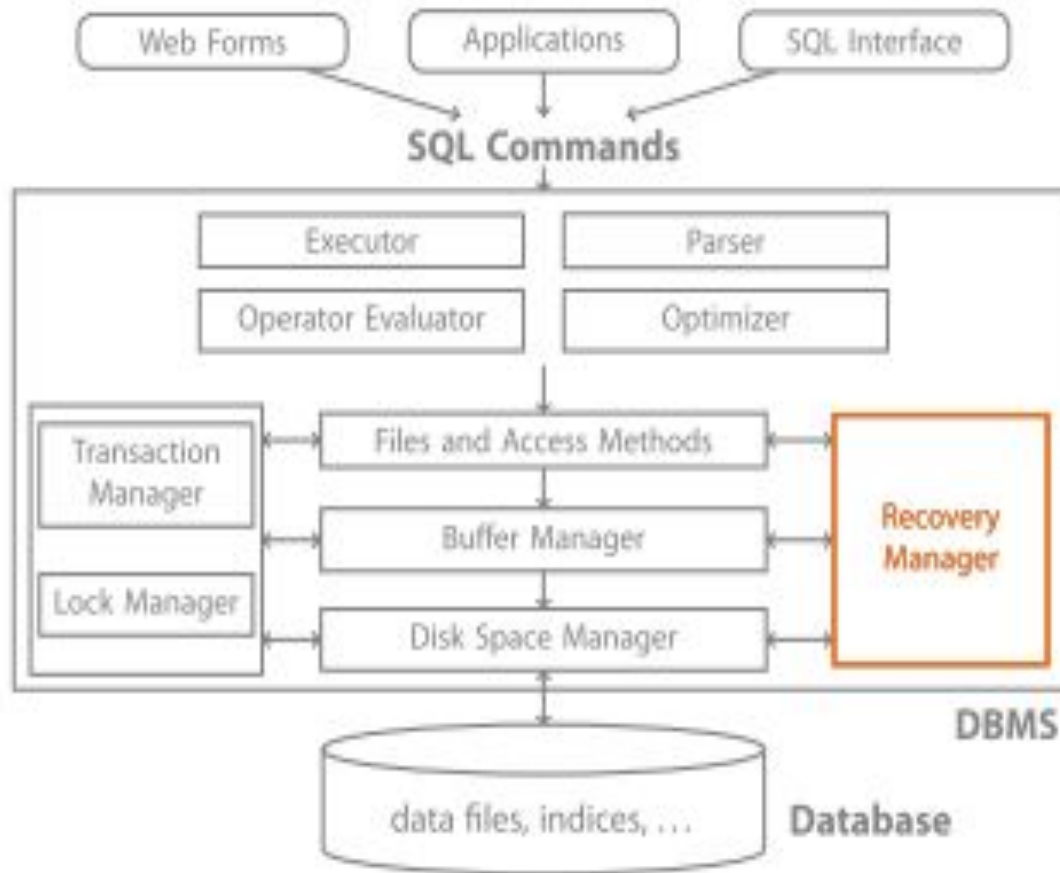 Web Forms
Applications
SQL Interface
SQL Commands
Executor
Parser
Operator Evaluator
Optimizer
Transaction
Manager
Lock Manager
Files and Access Methods
Buffer Manager
Disk Space Manager
Recovery
Manager
DBMS
data files, indices, ...
Database